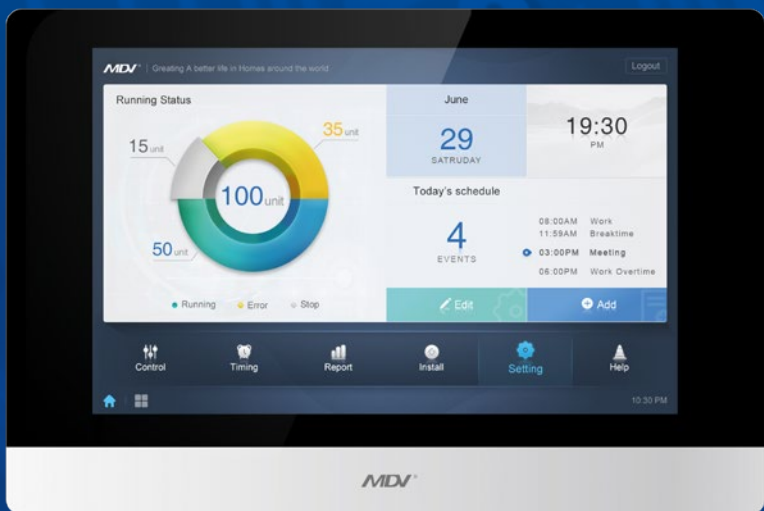 MDV® Greating A better life in Homes around the world
Logout
Running Status
15 unit
35 unit
100 unit
50 unit
Running
Error
Stop
June
29
SATRUDAY
19:30
PM
Today's schedule
4
EVENTS
08:00AM Work
11:59AM Breaktime
03:00PM Meeting
06:00PM Work Overtime
Edit
Add
Control
Timing
Report
Install
Setting
Help
10:30 PM
MDV®